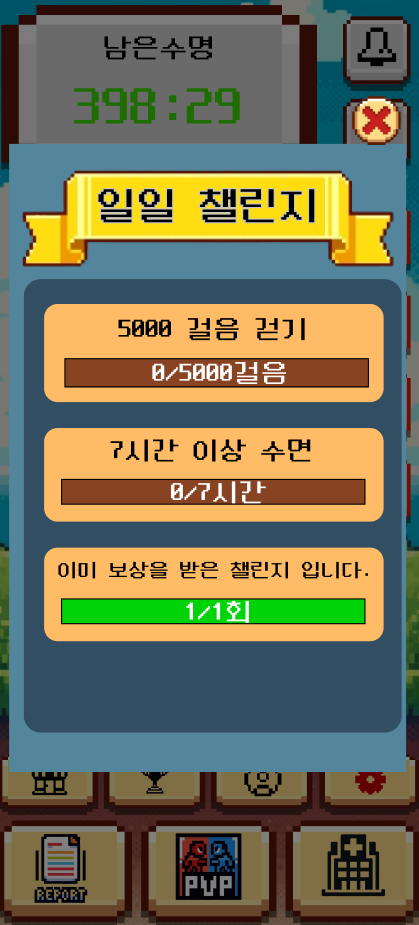 남은수명
398:29
일일 챌린지
5000 걸음 걷기
0/5000걸음
7시간 이상 수면
0/7시간
이미 보상을 받은 챌린지 입니다.
1/1회
REPORT
PVP